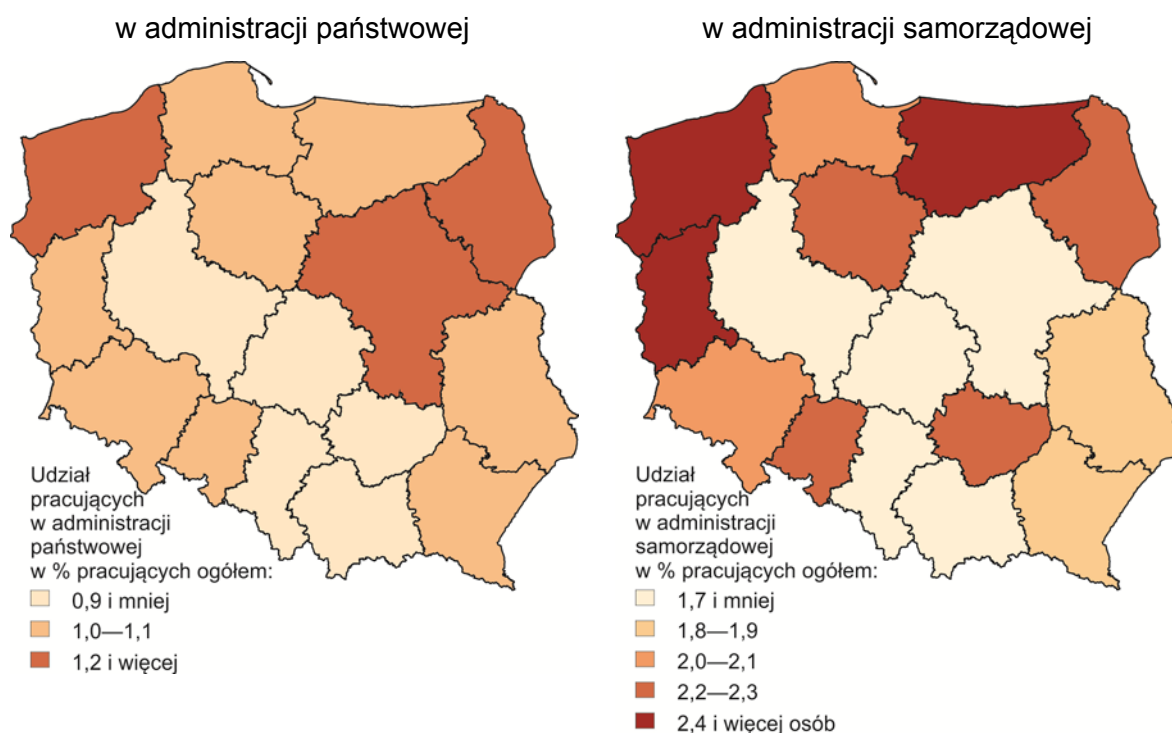 w administracji państwowej
w administracji samorządowej
Udział
pracujących
w administracji
państwowej
w % pracujących ogółem:
0,9 i mniej
1,0—1,1
1,2 i więcej
Udział
pracujących
w administracji
samorządowej
w % pracujących ogółem:
1,7 i mniej
1,8—1,9
2,0—2,1
2,2—2,3
2,4 i więcej osób